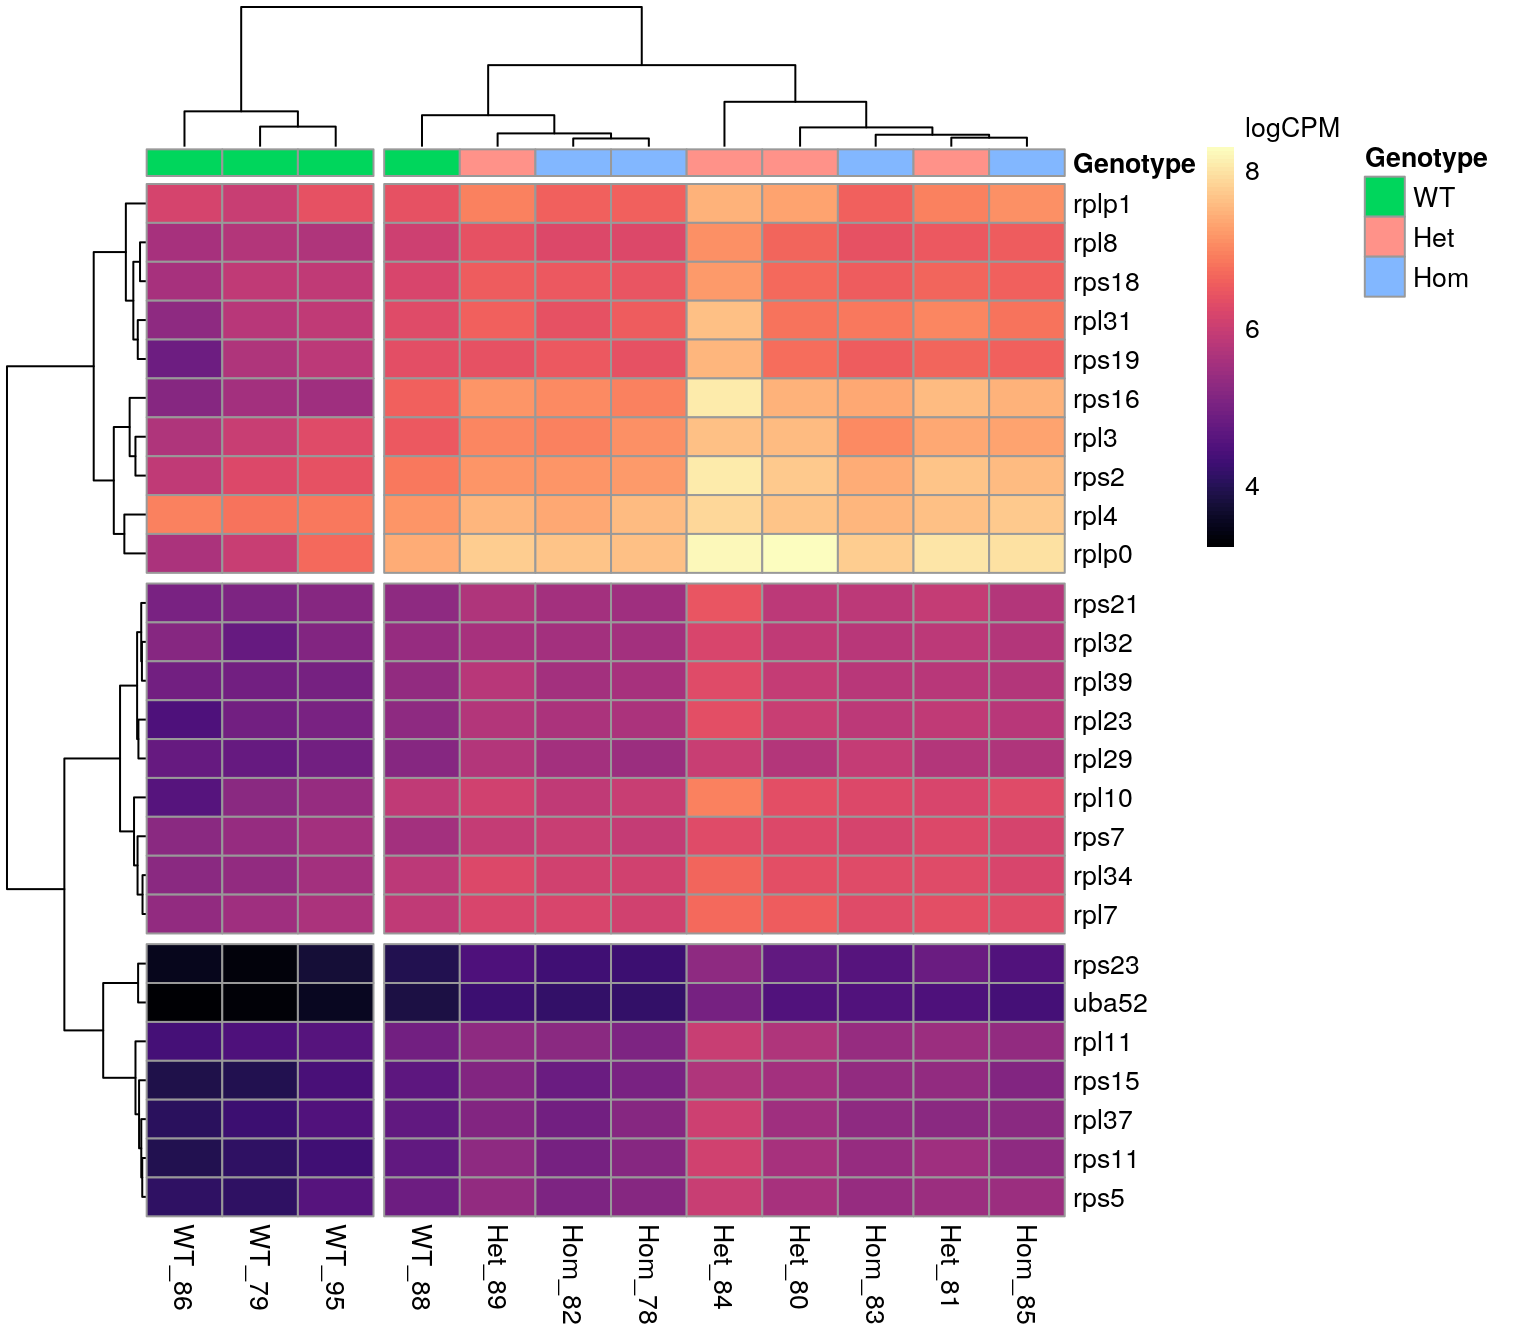 logCPM
8
6
4
Genotype
WT
Het
Hom
Genotype
rplp1
rpl8
rps18
rpl31
rps19
rps16
rpl3
rps2
rpl4
rplp0
rps21
rpl32
rpl39
rpl23
rpl29
rpl10
rps7
rpl34
rpl7
rps23
uba52
rpl11
rps15
rpl37
rps11
rps5
WT_86
WT_79
WT_95
WT_88
Het_89
Hom_82
Hom_78
Het_84
Het_80
Hom_83
Het_81
Hom_85